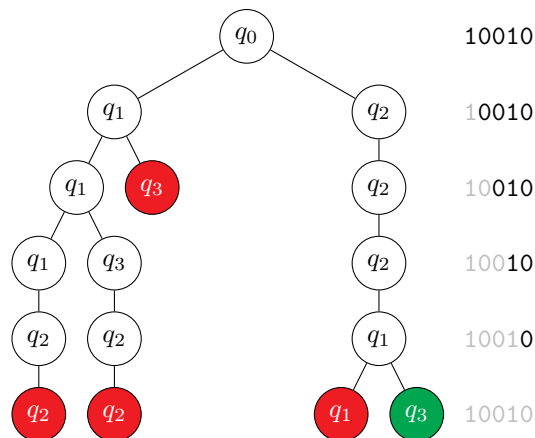 q₀ 10010
q₁ q₂ 10010
q₁ q₃ q₂ 10010
q₁ q₃ q₂ 10010
q₂ q₂ q₁ 10010
q₂ q₂ q₁ q₃ 10010